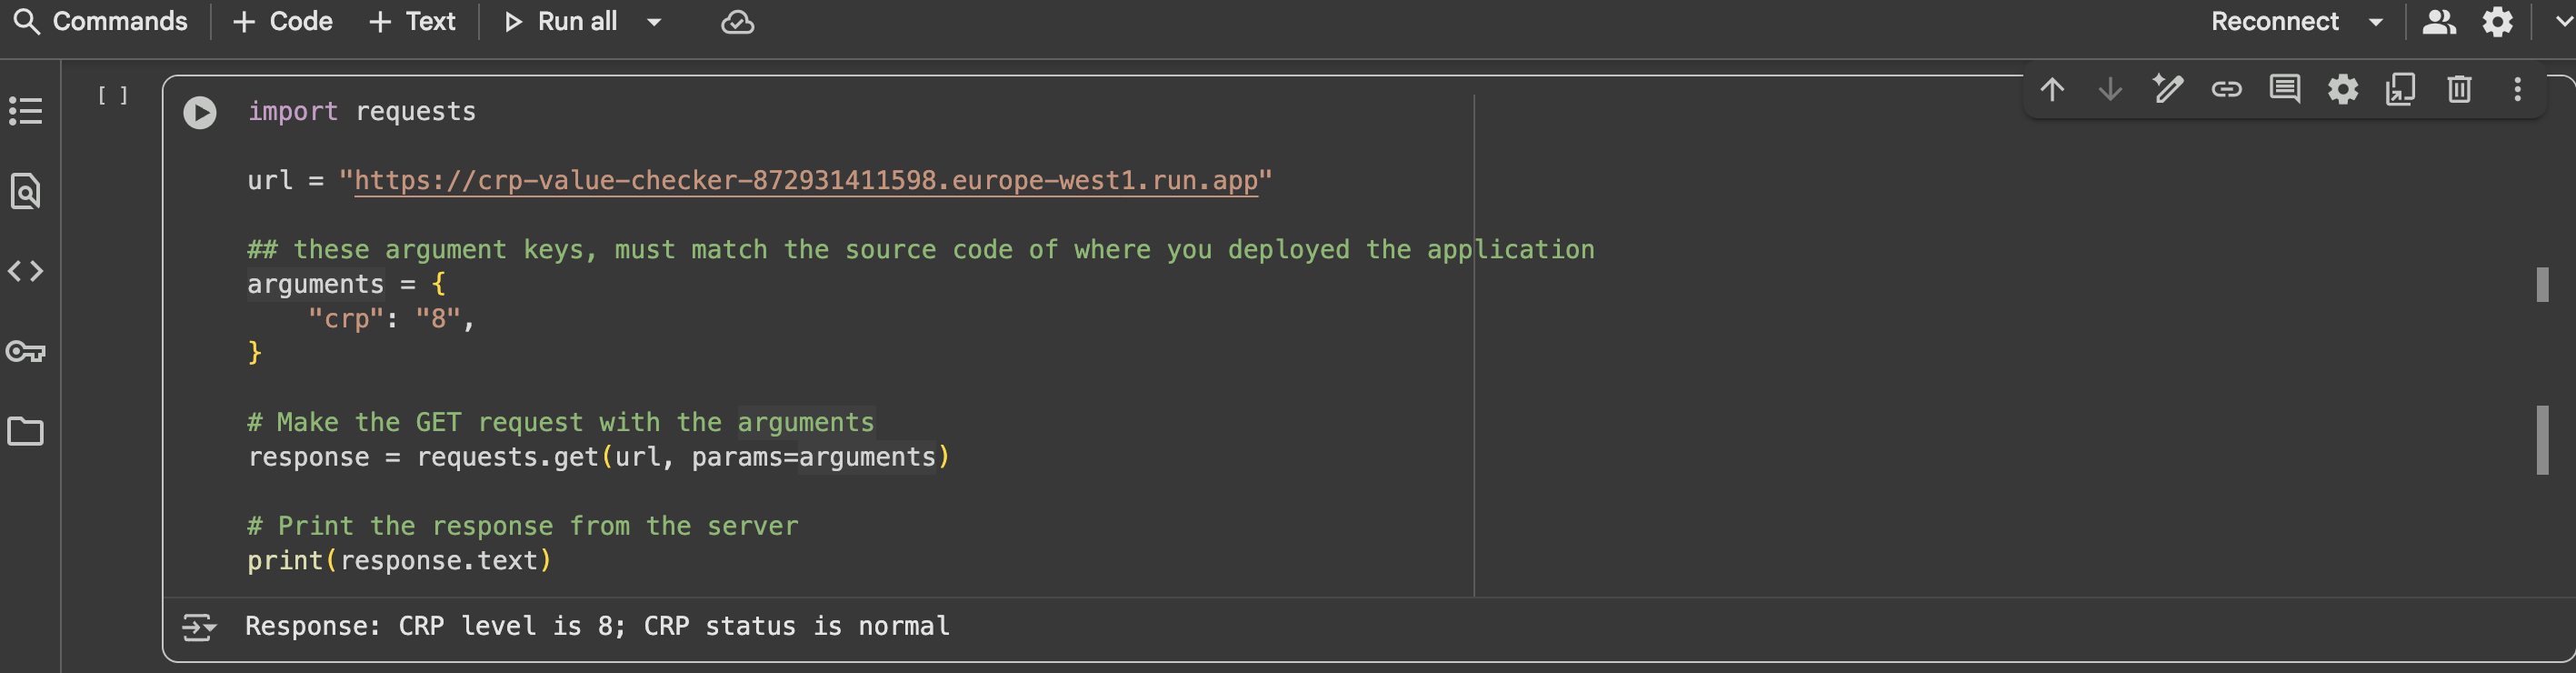 Commands + Code + Text Run all Reconnect
[ ]
import requests
url = "https://crp-value-checker-872931411598.europe-west1.run.app"
## these argument keys, must match the source code of where you deployed the application
arguments = {
    "crp": "8",
}
# Make the GET request with the arguments
response = requests.get(url, params=arguments)
# Print the response from the server
print(response.text)
Response: CRP level is 8; CRP status is normal